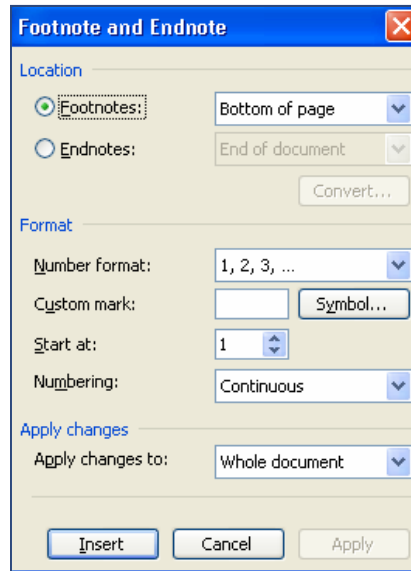 Footnote and Endnote
Location
Footnotes: Bottom of page
Endnotes: End of document
Convert...
Format
Number format: 1, 2, 3, ...
Custom mark: Symbol...
Start at: 1
Numbering: Continuous
Apply changes
Apply changes to: Whole document
Insert Cancel Apply